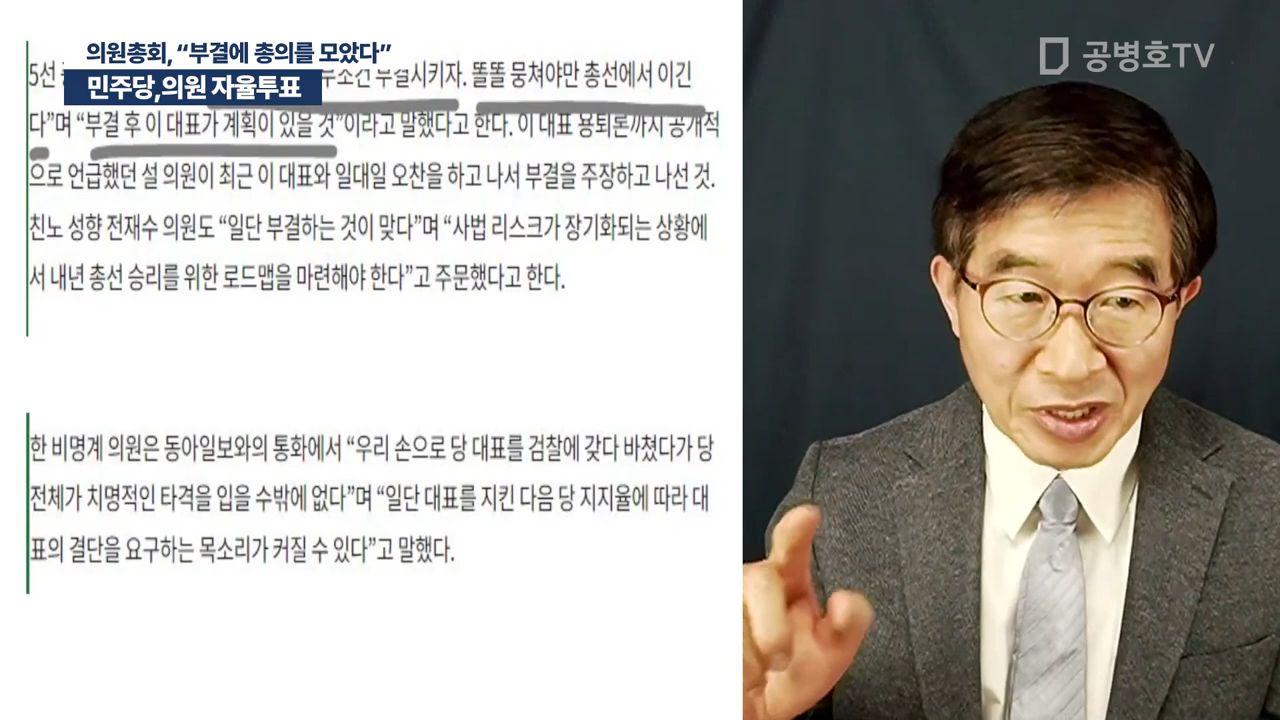 의원총회, “부결에 총의를 모았다”
민주당,의원 자율투표
공병호TV
5선 부결시키자. 똘똘 뭉쳐야만 총선에서 이긴
다”며 “부결 후 이 대표가 계획이 있을 것”이라고 말했다고 한다. 이 대표 용퇴론까지 공개적
으로 언급했던 설 의원이 최근 이 대표와 일대일 오찬을 하고 나서 부결을 주장하고 나선 것.
친노 성향 전재수 의원도 “일단 부결하는 것이 맞다”며 “사법 리스크가 장기화되는 상황에
서 내년 총선 승리를 위한 로드맵을 마련해야 한다”고 주문했다고 한다.
한 비명계 의원은 동아일보와의 통화에서 “우리 손으로 당 대표를 검찰에 갖다 바쳤다가 당
전체가 치명적인 타격을 입을 수밖에 없다”며 “일단 대표를 지킨 다음 당 지지율에 따라 대
표의 결단을 요구하는 목소리가 커질 수 있다”고 말했다.